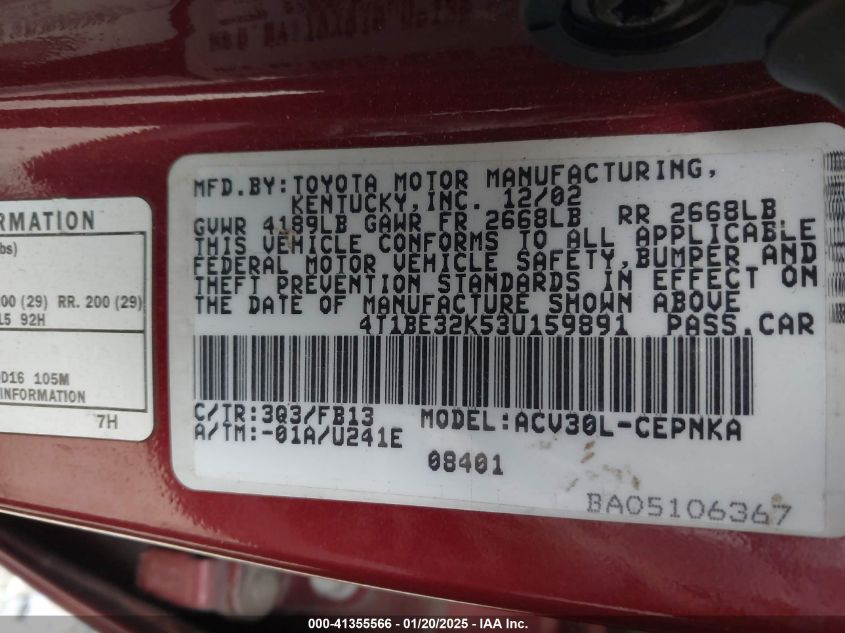 MFD.BY:TOYOTA MOTOR MANUFACTURING,
KENTUCKY,INC. 12/02
GVWR 4189LB GAWR FR 2668LB RR 2668LB
THIS VEHICLE CONFORMS TO ALL APPLICABLE
FEDERAL MOTOR VEHICLE SAFETY,BUMPER AND
THEFT PREVENTION STANDARDS IN EFFECT ON
THE DATE OF MANUFACTURE SHOWN ABOVE
4T1BE32K53U159891 PASS.CAR
C/TR:3Q3/FB13 MODEL:ACV30L-CEPNKA
A/TM:-01A/U241E
08401
BA05106367
RMATION
bs)
00 (29) RR. 200 (29)
15 92H
D16 105M
INFORMATION
7H
000-41355566 — 01/20/2025 — IAA Inc.